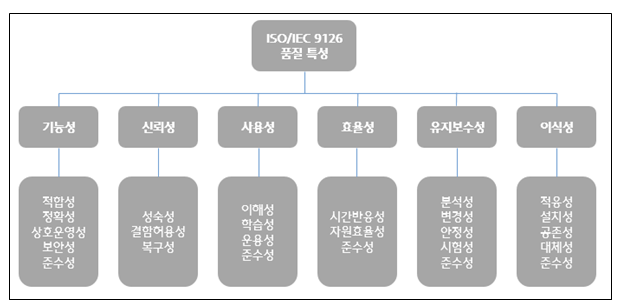 ISO/IEC 9126
품질 특성
기능성
신뢰성
사용성
효율성
유지보수성
이식성
적합성
정확성
상호운영성
보안성
준수성
성숙성
결함허용성
복구성
이해성
학습성
운용성
준수성
시간반응성
자원효율성
준수성
분석성
변경성
안정성
시험성
준수성
적응성
설치성
공존성
대체성
준수성